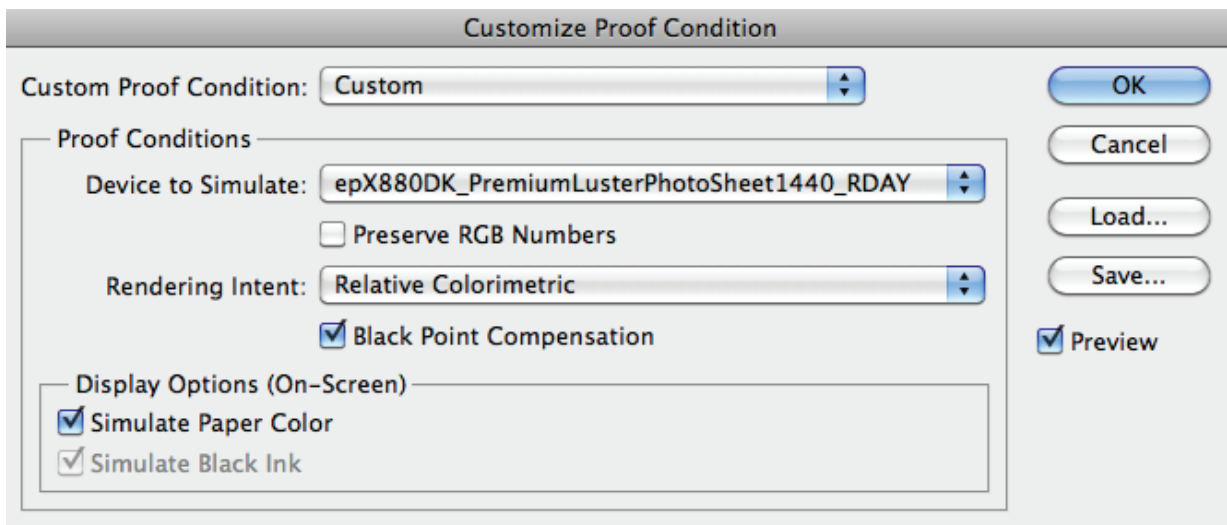 Customize Proof Condition
Custom Proof Condition: Custom
OK
Proof Conditions
Cancel
Device to Simulate: epX880DK_PremiumLusterPhotoSheet1440_RDAY
Preserve RGB Numbers
Load...
Rendering Intent: Relative Colorimetric
Save...
Black Point Compensation
Preview
Display Options (On-Screen)
Simulate Paper Color
Simulate Black Ink